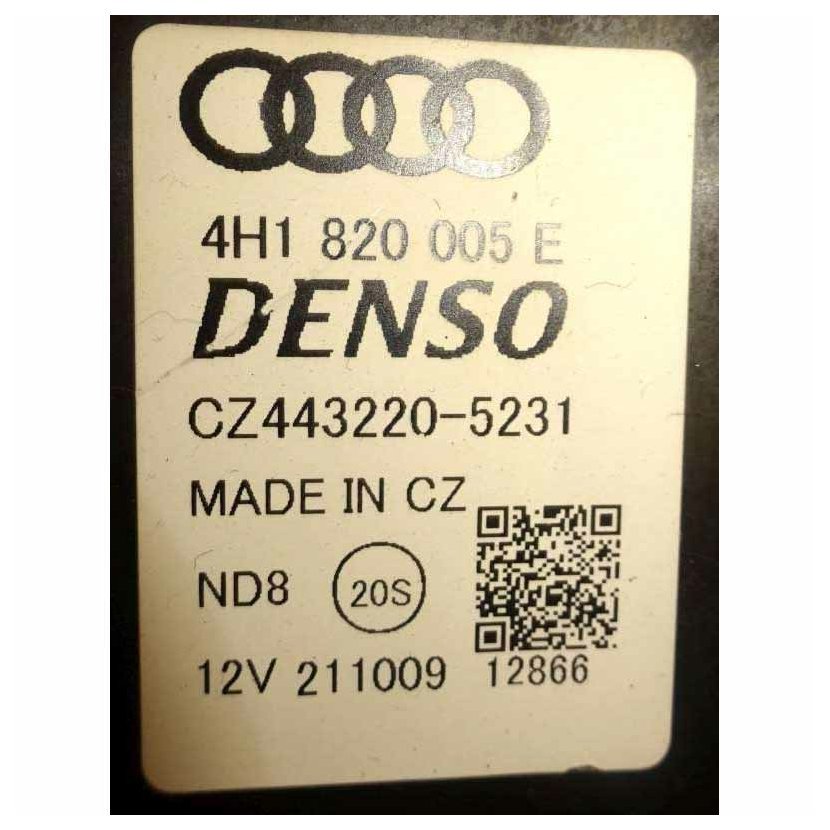 4H1 820 005 E
DENSO
CZ443220-5231
MADE IN CZ
ND8 20S
12V 211009 12866